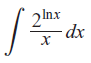 ∫ 2^{ln x} / x dx